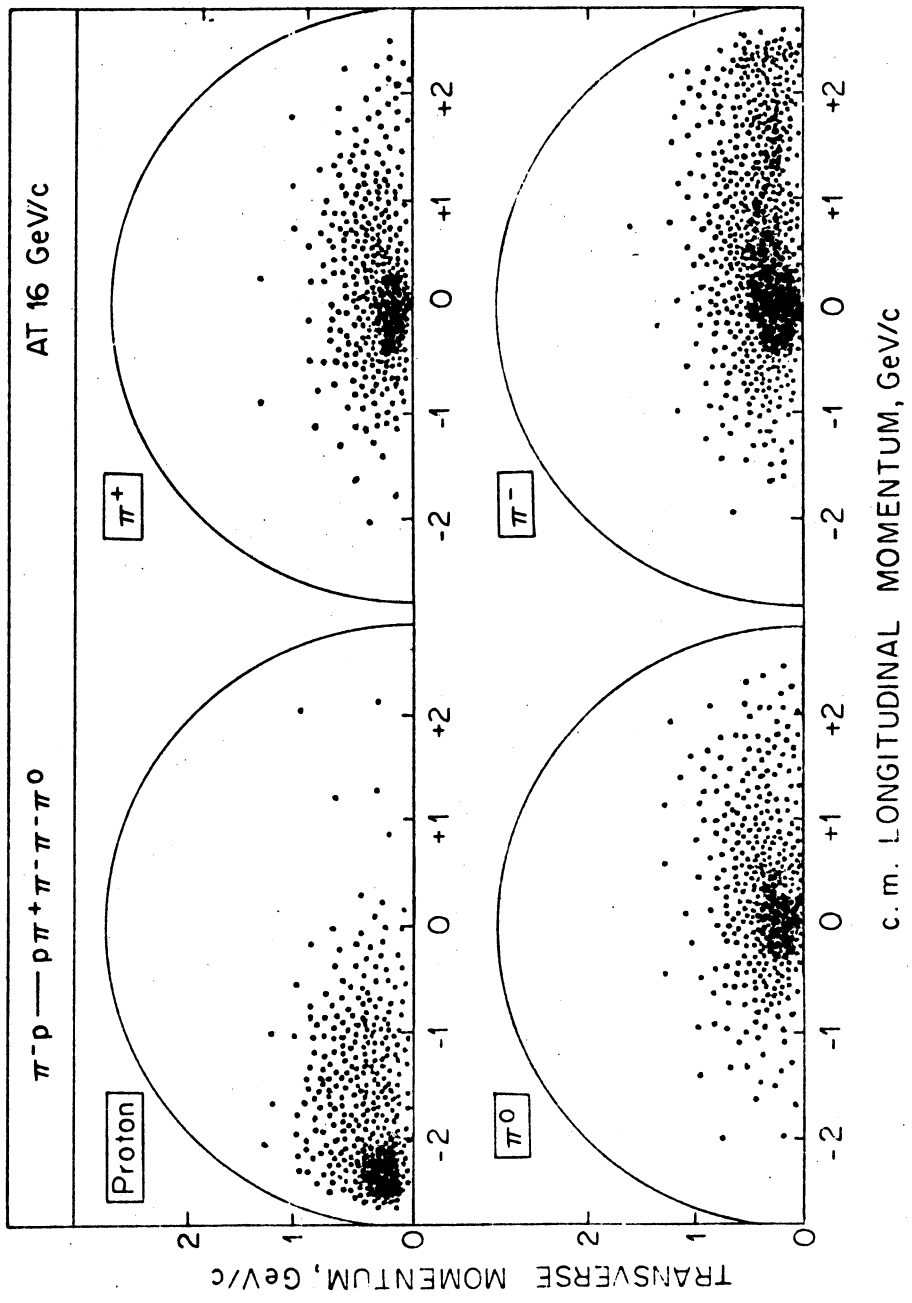 π⁻p — pπ⁺π⁻π⁻π⁰ AT 16 GeV/c
Proton
π⁺
2
1
0
-2 -1 0 +1 +2
-2 -1 0 +1 +2
π⁰
π⁻
2
1
0
-2 -1 0 +1 +2
-2 -1 0 +1 +2
TRANSVERSE MOMENTUM, GeV/c
c.m. LONGITUDINAL MOMENTUM, GeV/c